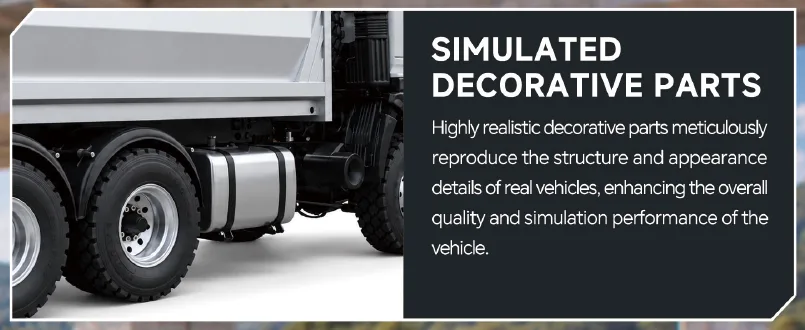 SIMULATED
DECORATIVE PARTS
Highly realistic decorative parts meticulously
reproduce the structure and appearance
details of real vehicles, enhancing the overall
quality and simulation performance of the
vehicle.